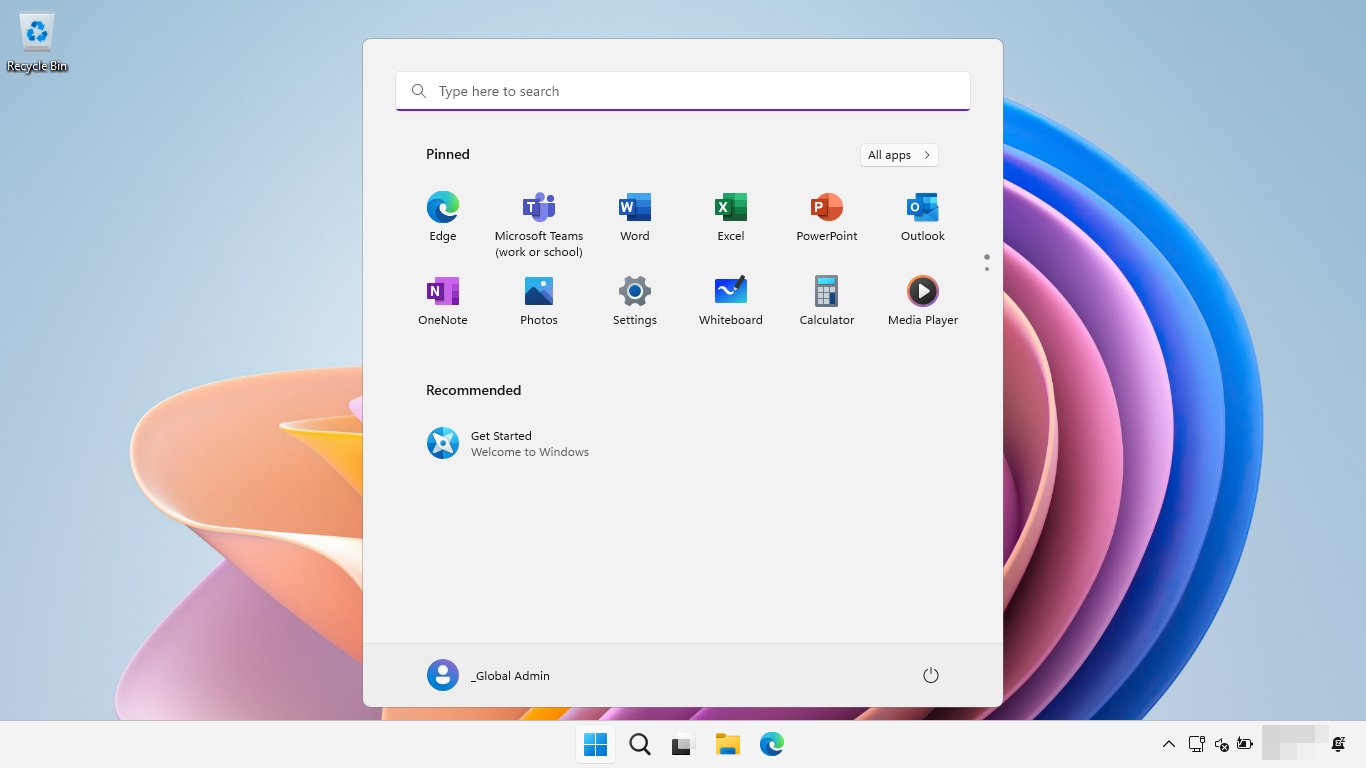 Recycle Bin
Type here to search
Pinned
All apps
Edge
Microsoft Teams
(work or school)
Word
Excel
PowerPoint
Outlook
OneNote
Photos
Settings
Whiteboard
Calculator
Media Player
Recommended
Get Started
Welcome to Windows
_Global Admin